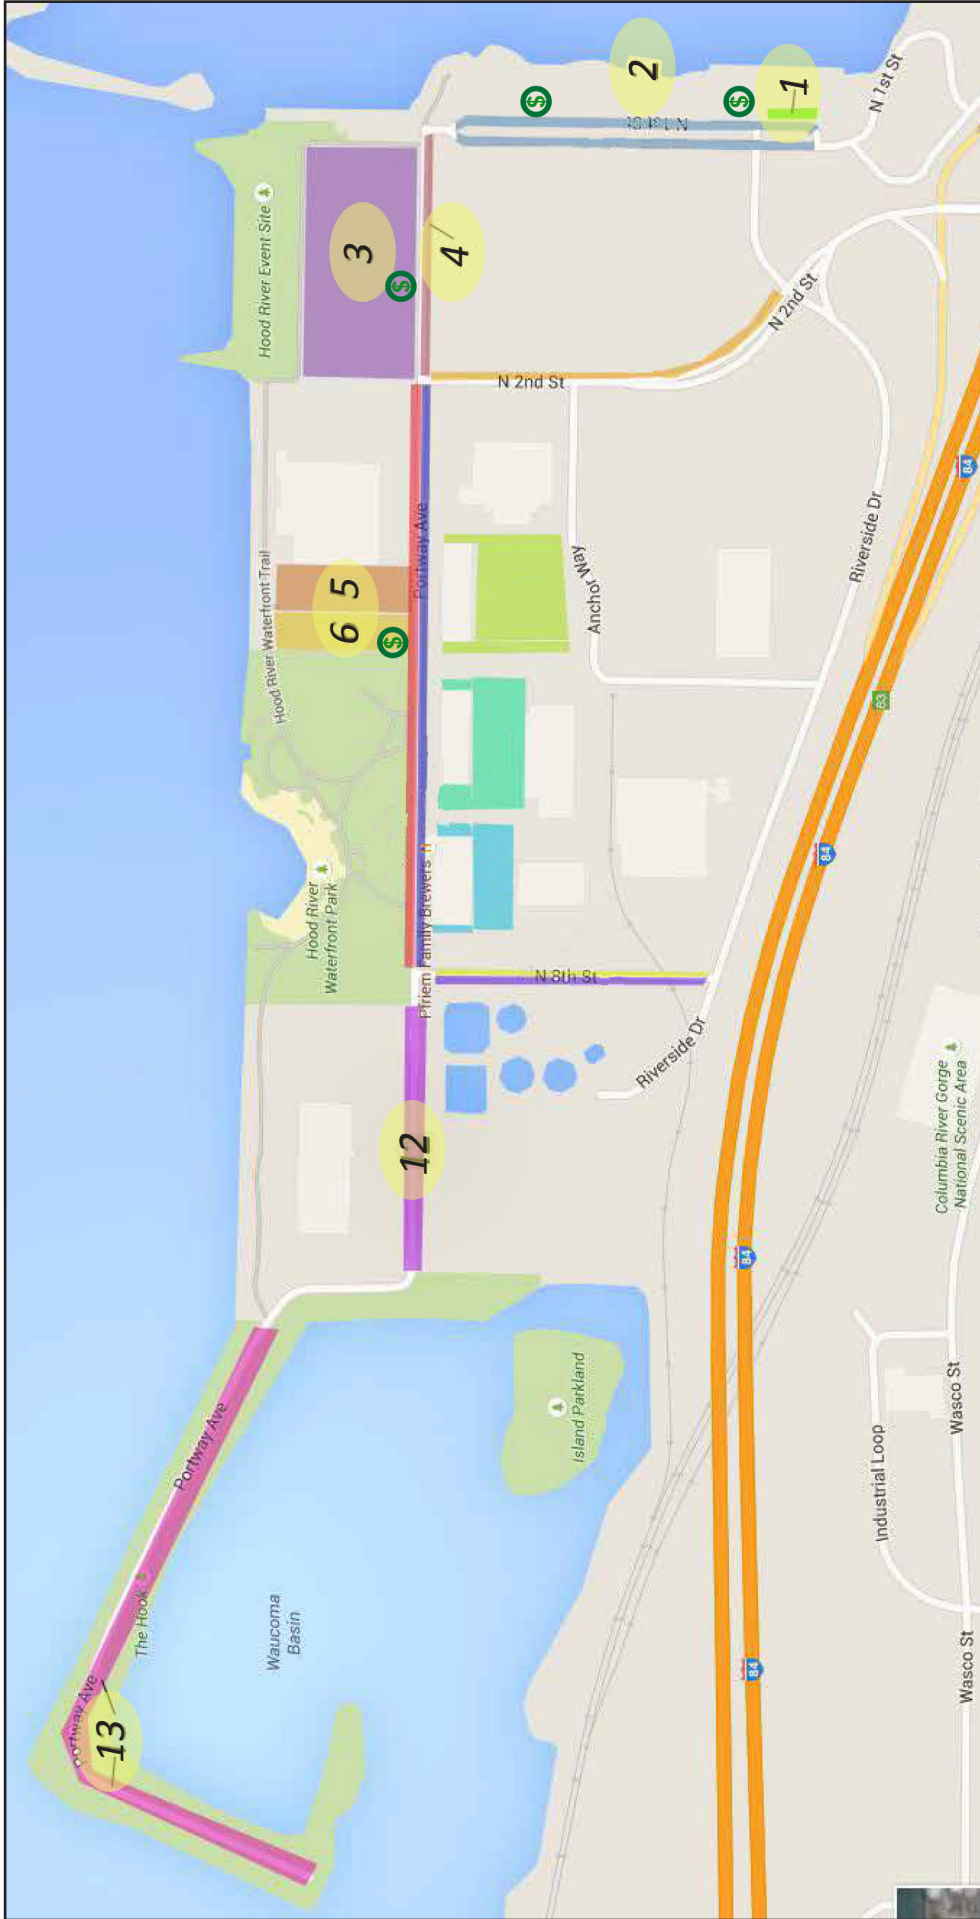 Portway Ave
13
The Hook
Portway Ave
Waucoma
Basin
Island Parkland
12
Hood River
Waterfront Park
Hood River Waterfront Trail
6
5
$
Hood River Event Site
3
$
4
$
2
$
1
N 1st St
N 1st St
N 2nd St
N 2nd St
Portway Ave
Pfriem Family Brewers
Anchor Way
N 8th St
Riverside Dr
Riverside Dr
84
63
84
84
84
Columbia River Gorge
National Scenic Area
Industrial Loop
Wasco St
Wasco St